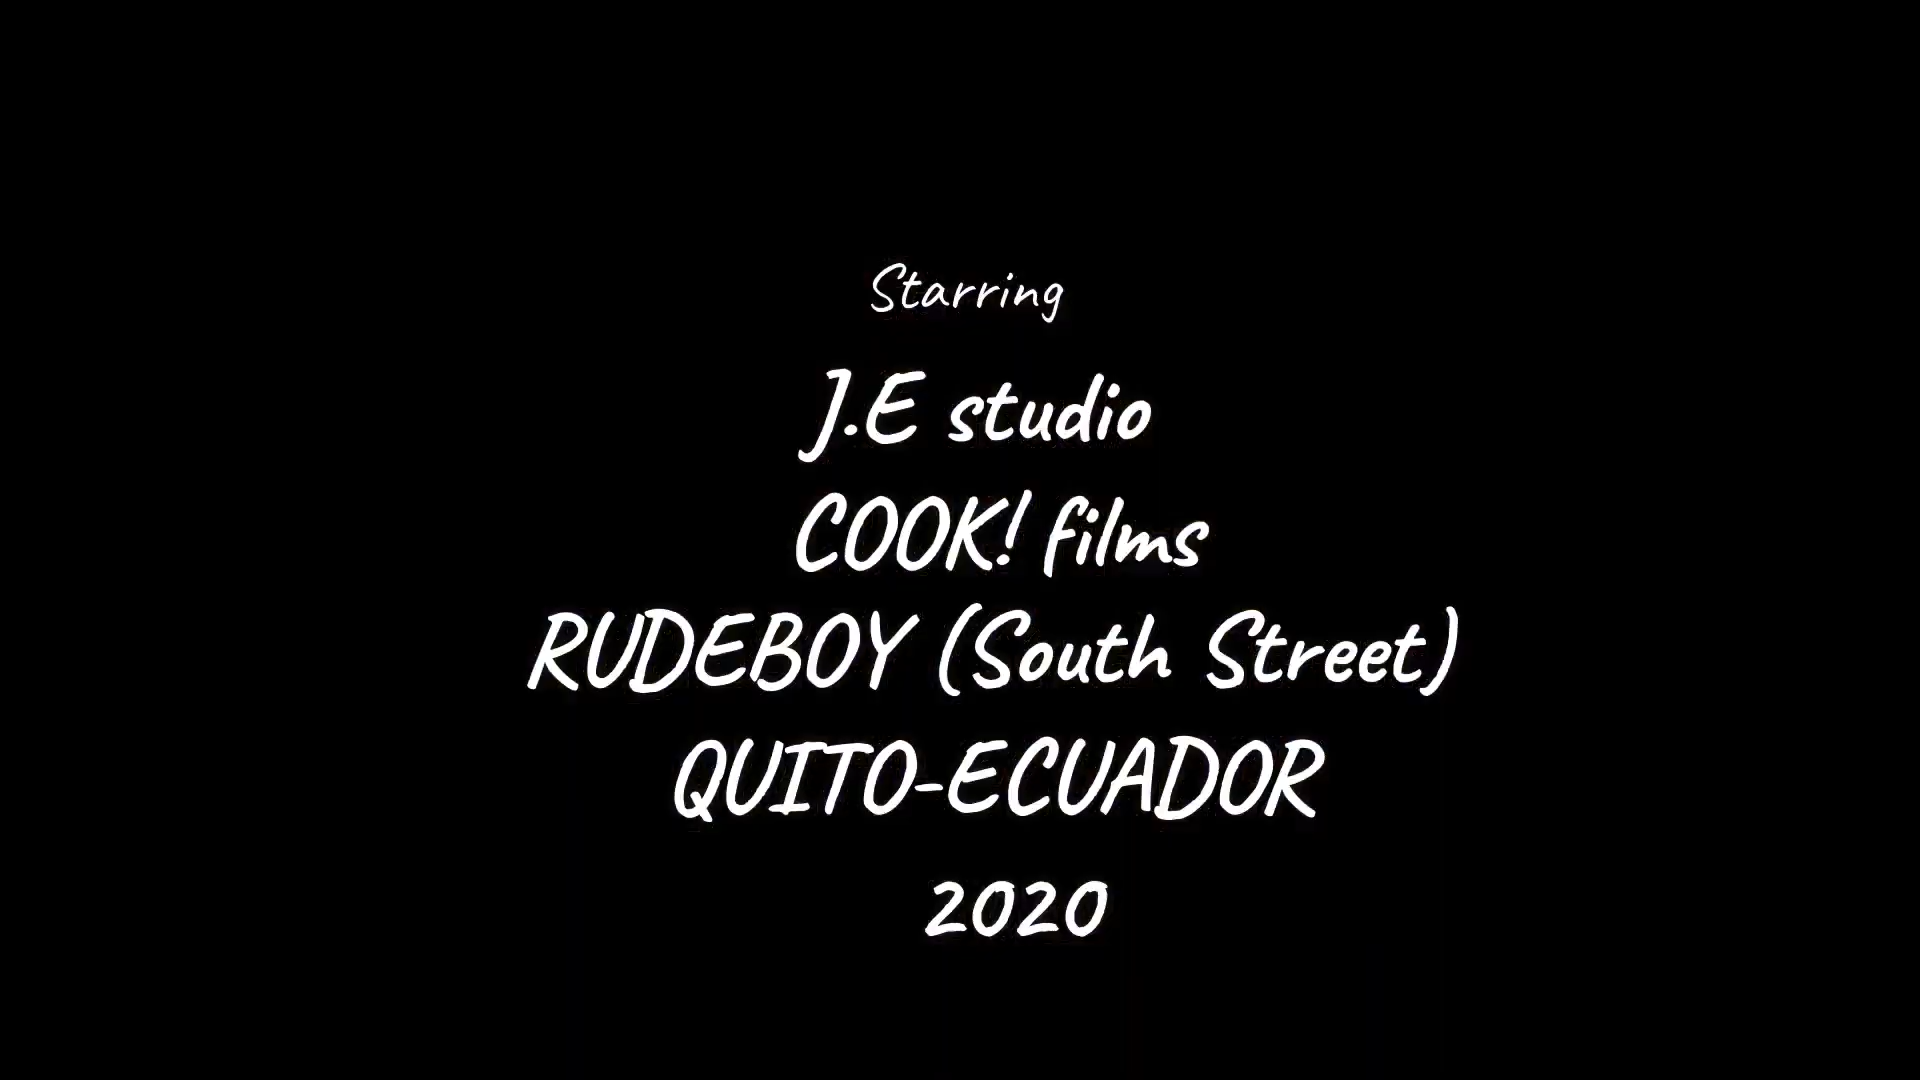 Starring
J.E studio
COOK! films
RUDEBOY (South Street)
QUITO-ECUADOR
2020